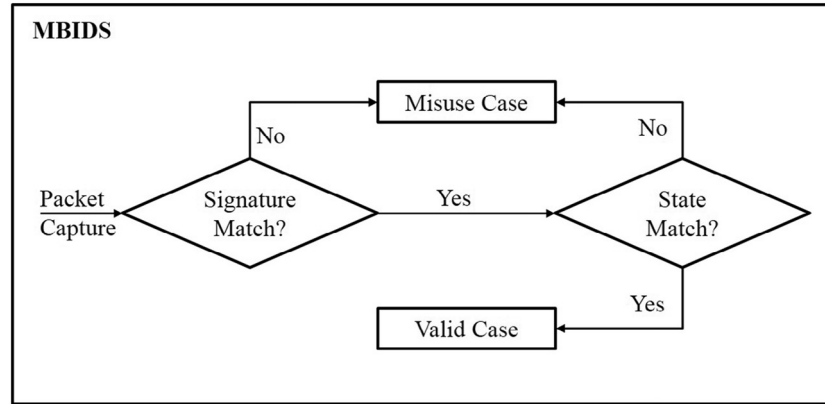 MBIDS
Misuse Case
No
No
Packet
Capture
Signature
Match?
Yes
State
Match?
Yes
Valid Case